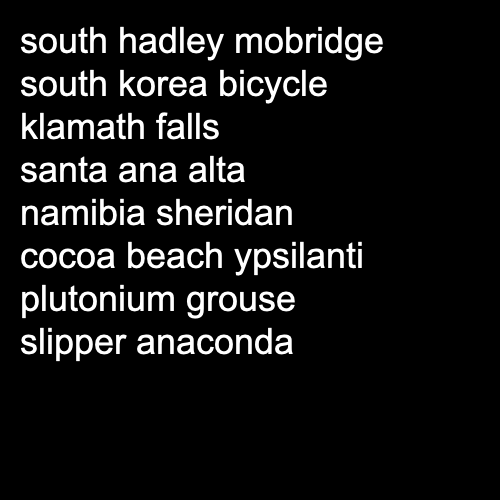 south hadley mobridge
south korea bicycle
klamath falls
santa ana alta
namibia sheridan
cocoa beach ypsilanti
plutonium grouse
slipper anaconda